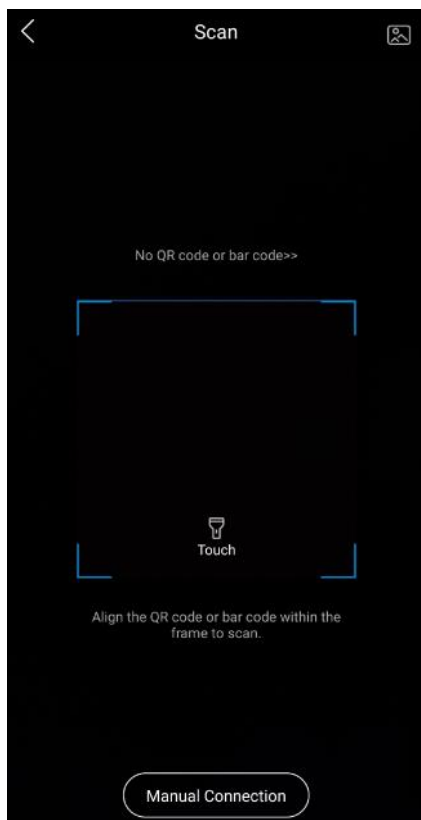 Scan
No QR code or bar code>>
Touch
Align the QR code or bar code within the
frame to scan.
Manual Connection